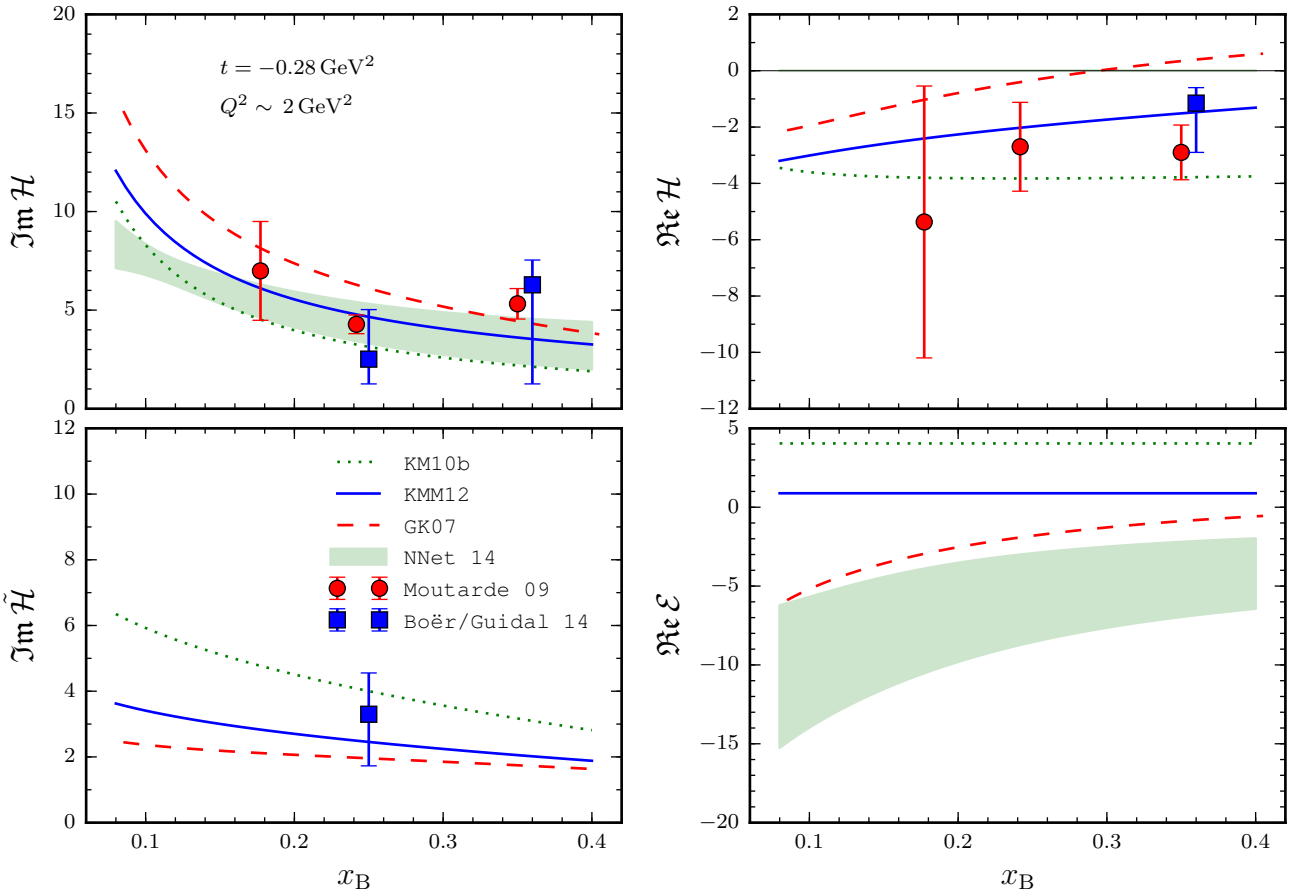 20
15
10
5
0
ℑm ℋ
t = −0.28 GeV²
Q² ∼ 2 GeV²
2
0
−2
−4
−6
−8
−10
−12
ℜe ℋ
12
10
8
6
4
2
0
ℑm ℋ̃
KM10b
KMM12
GK07
NNet 14
Moutarde 09
Boër/Guidal 14
0.1
0.2
0.3
0.4
x_B
5
0
−5
−10
−15
−20
ℜe ℰ
0.1
0.2
0.3
0.4
x_B